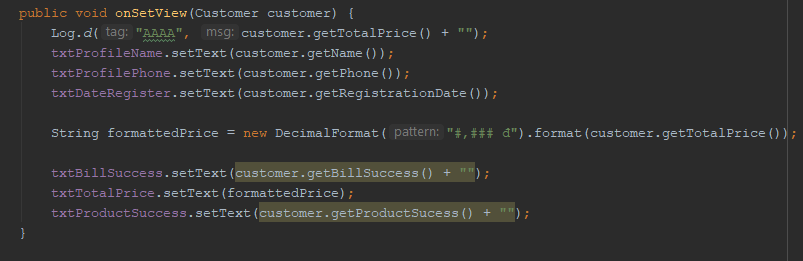 public void onSetView(Customer customer) {
Log.d( tag: "AAAA", msg: customer.getTotalPrice() + "");
txtProfileName.setText(customer.getName());
txtProfilePhone.setText(customer.getPhone());
txtDateRegister.setText(customer.getRegistrationDate());
String formattedPrice = new DecimalFormat( pattern: "#,### đ").format(customer.getTotalPrice());
txtBillSuccess.setText(customer.getBillSuccess() + "");
txtTotalPrice.setText(formattedPrice);
txtProductSuccess.setText(customer.getProductSucess() + "");
}